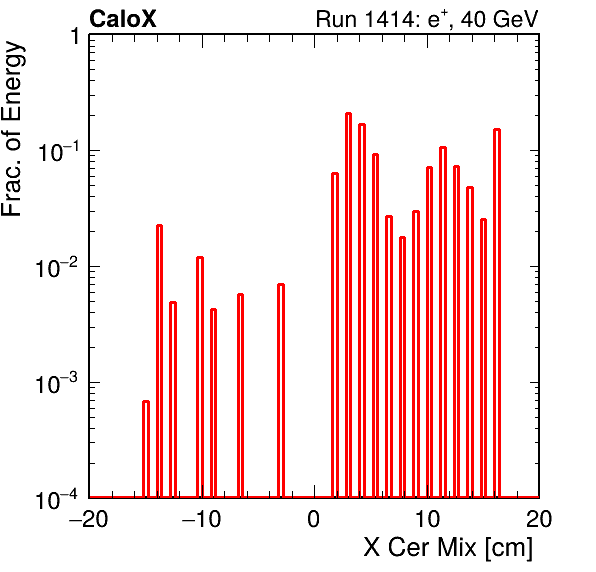 CaloX Run 1414: e⁺, 40 GeV
Frac. of Energy
1
10⁻¹
10⁻²
10⁻³
10⁻⁴
−20 −10 0 10 20
X Cer Mix [cm]